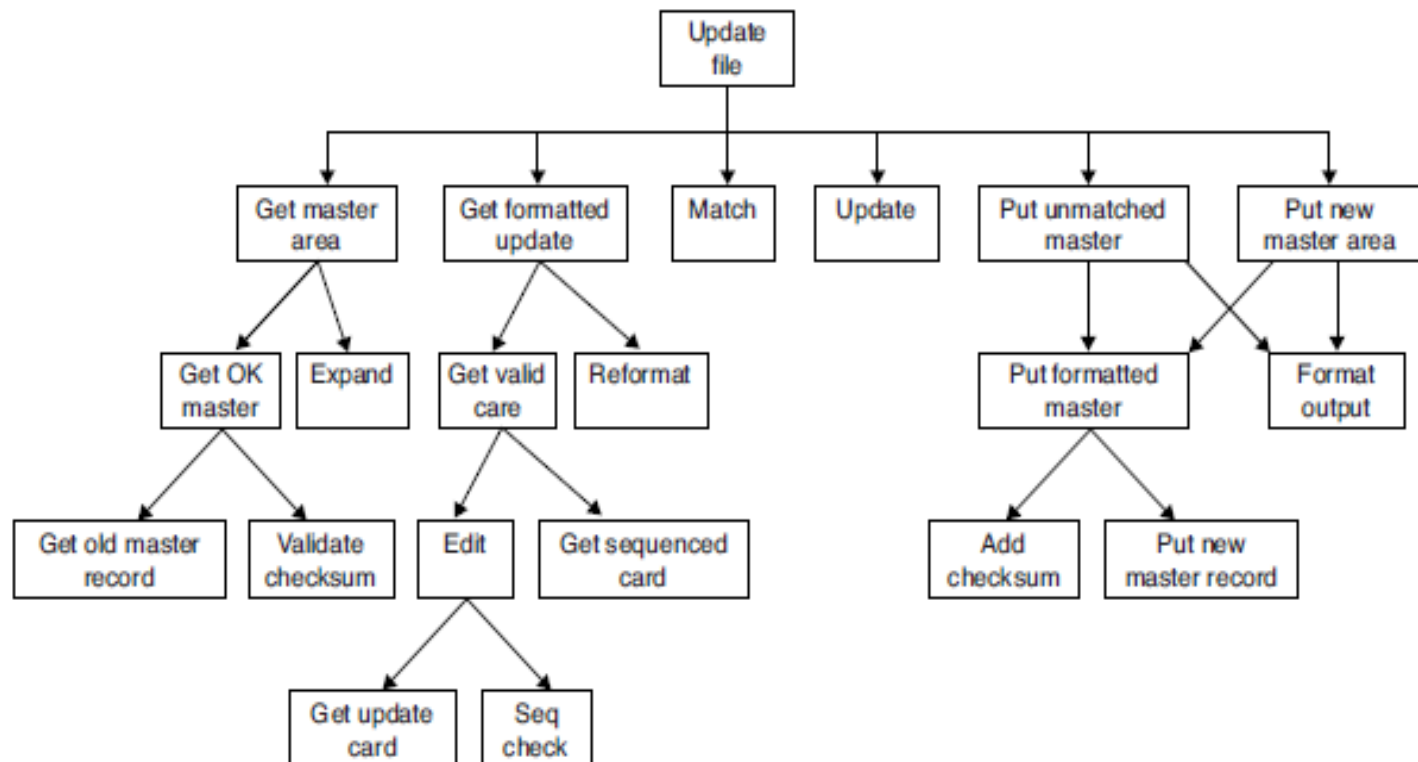 Update
file
Get master
area
Get formatted
update
Match
Update
Put unmatched
master
Put new
master area
Get OK
master
Expand
Get valid
care
Reformat
Put formatted
master
Format
output
Get old master
record
Validate
checksum
Edit
Get sequenced
card
Add
checksum
Put new
master record
Get update
card
Seq
check